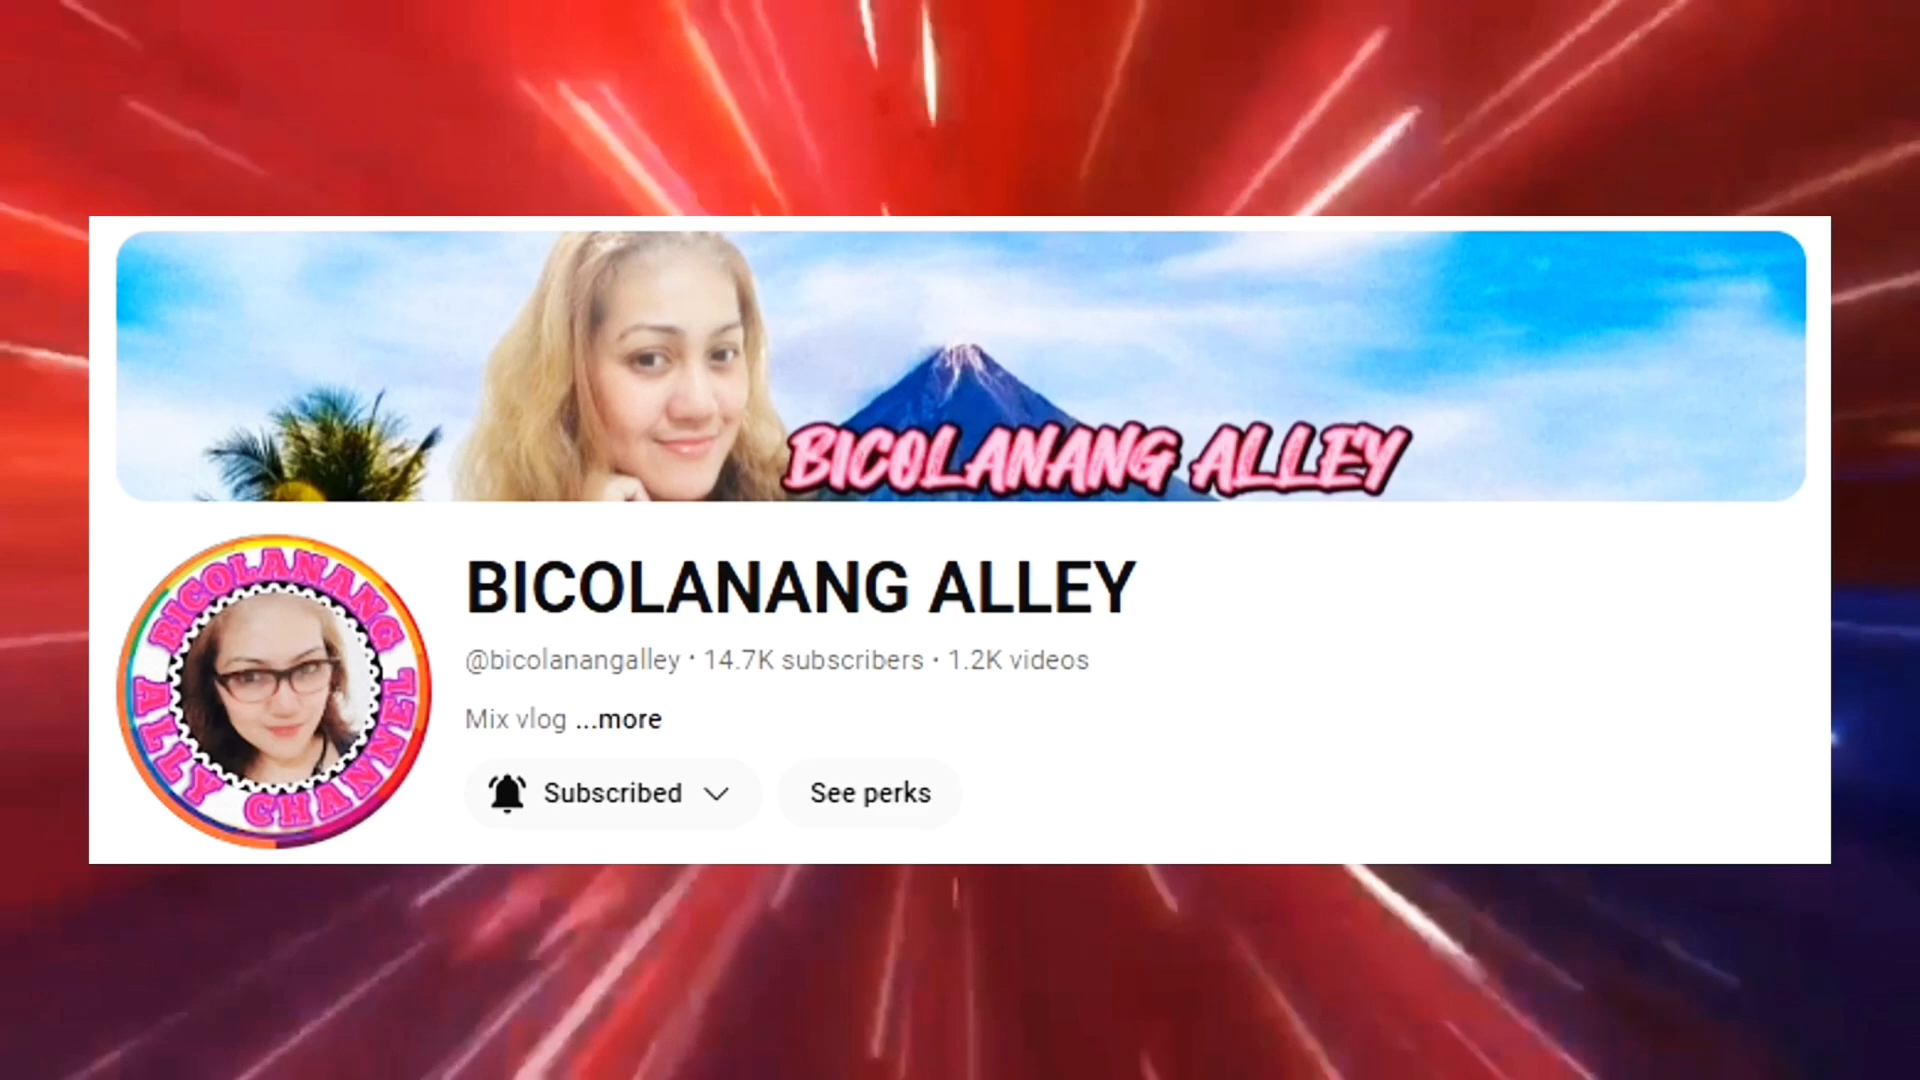 BICOLANANG ALLEY
BICOLANANG
ALLY CHANNEL
BICOLANANG ALLEY
@bicolanangalley • 14.7K subscribers • 1.2K videos
Mix vlog ...more
Subscribed
See perks